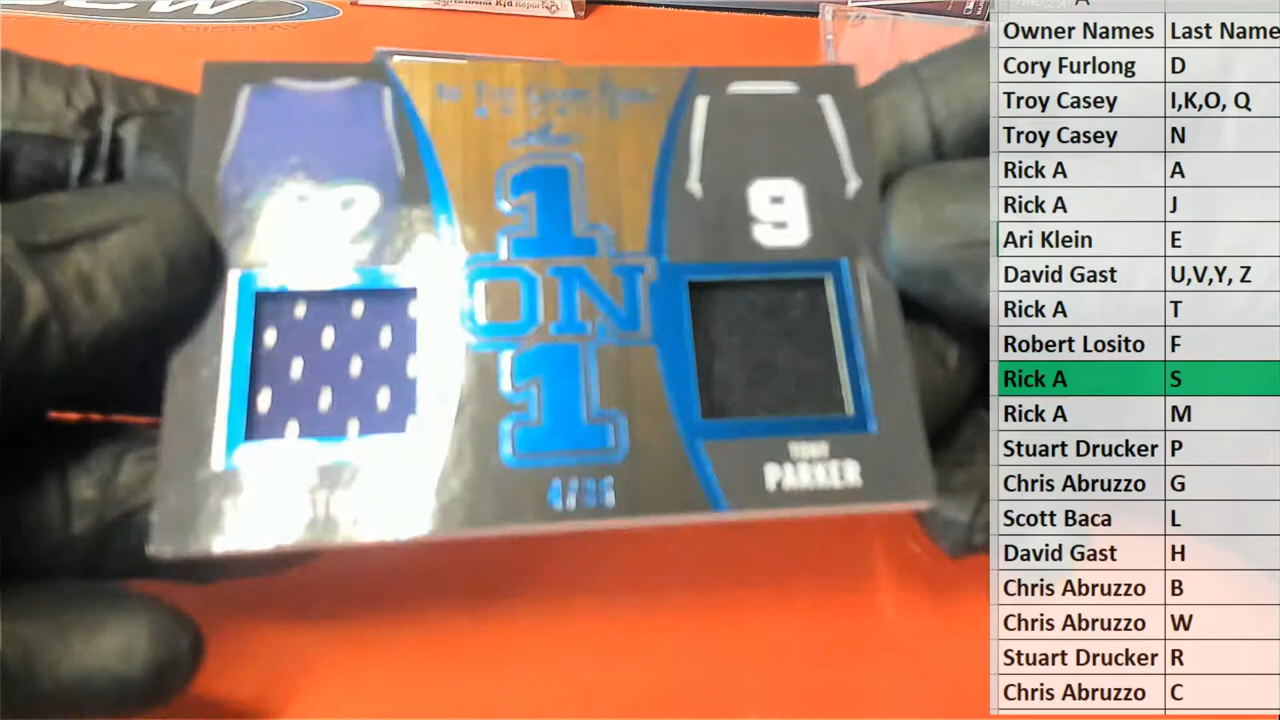 1
ON
1
9
TONY
PARKER
Owner Names Last Name
Cory Furlong D
Troy Casey I,K,O, Q
Troy Casey N
Rick A A
Rick A J
Ari Klein E
David Gast U,V,Y, Z
Rick A T
Robert Losito F
Rick A S
Rick A M
Stuart Drucker P
Chris Abruzzo G
Scott Baca L
David Gast H
Chris Abruzzo B
Chris Abruzzo W
Stuart Drucker R
Chris Abruzzo C